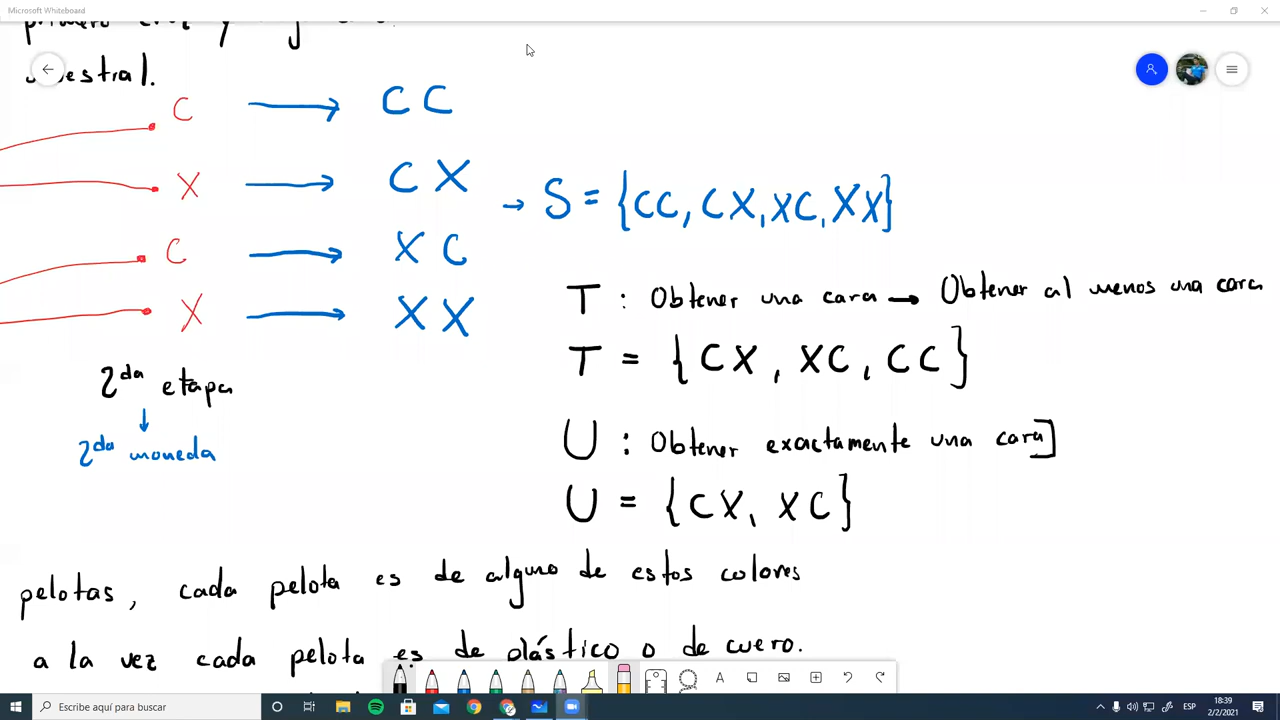 Microsoft Whiteboard
primero
C → CC
X → CX
→ S = {CC, CX, XC, XX}
C → XC
X → XX
T : Obtener una cara → Obtener al menos una cara
T = {CX, XC, CC}
2da etapa
↓
2da moneda
U : Obtener exactamente una cara]
U = {CX, XC}
pelotas, cada pelota es de alguno de estos colores
a la vez cada pelota es de plástico o de cuero.
Escribe aquí para buscar
ESP
18:39
2/2/2021